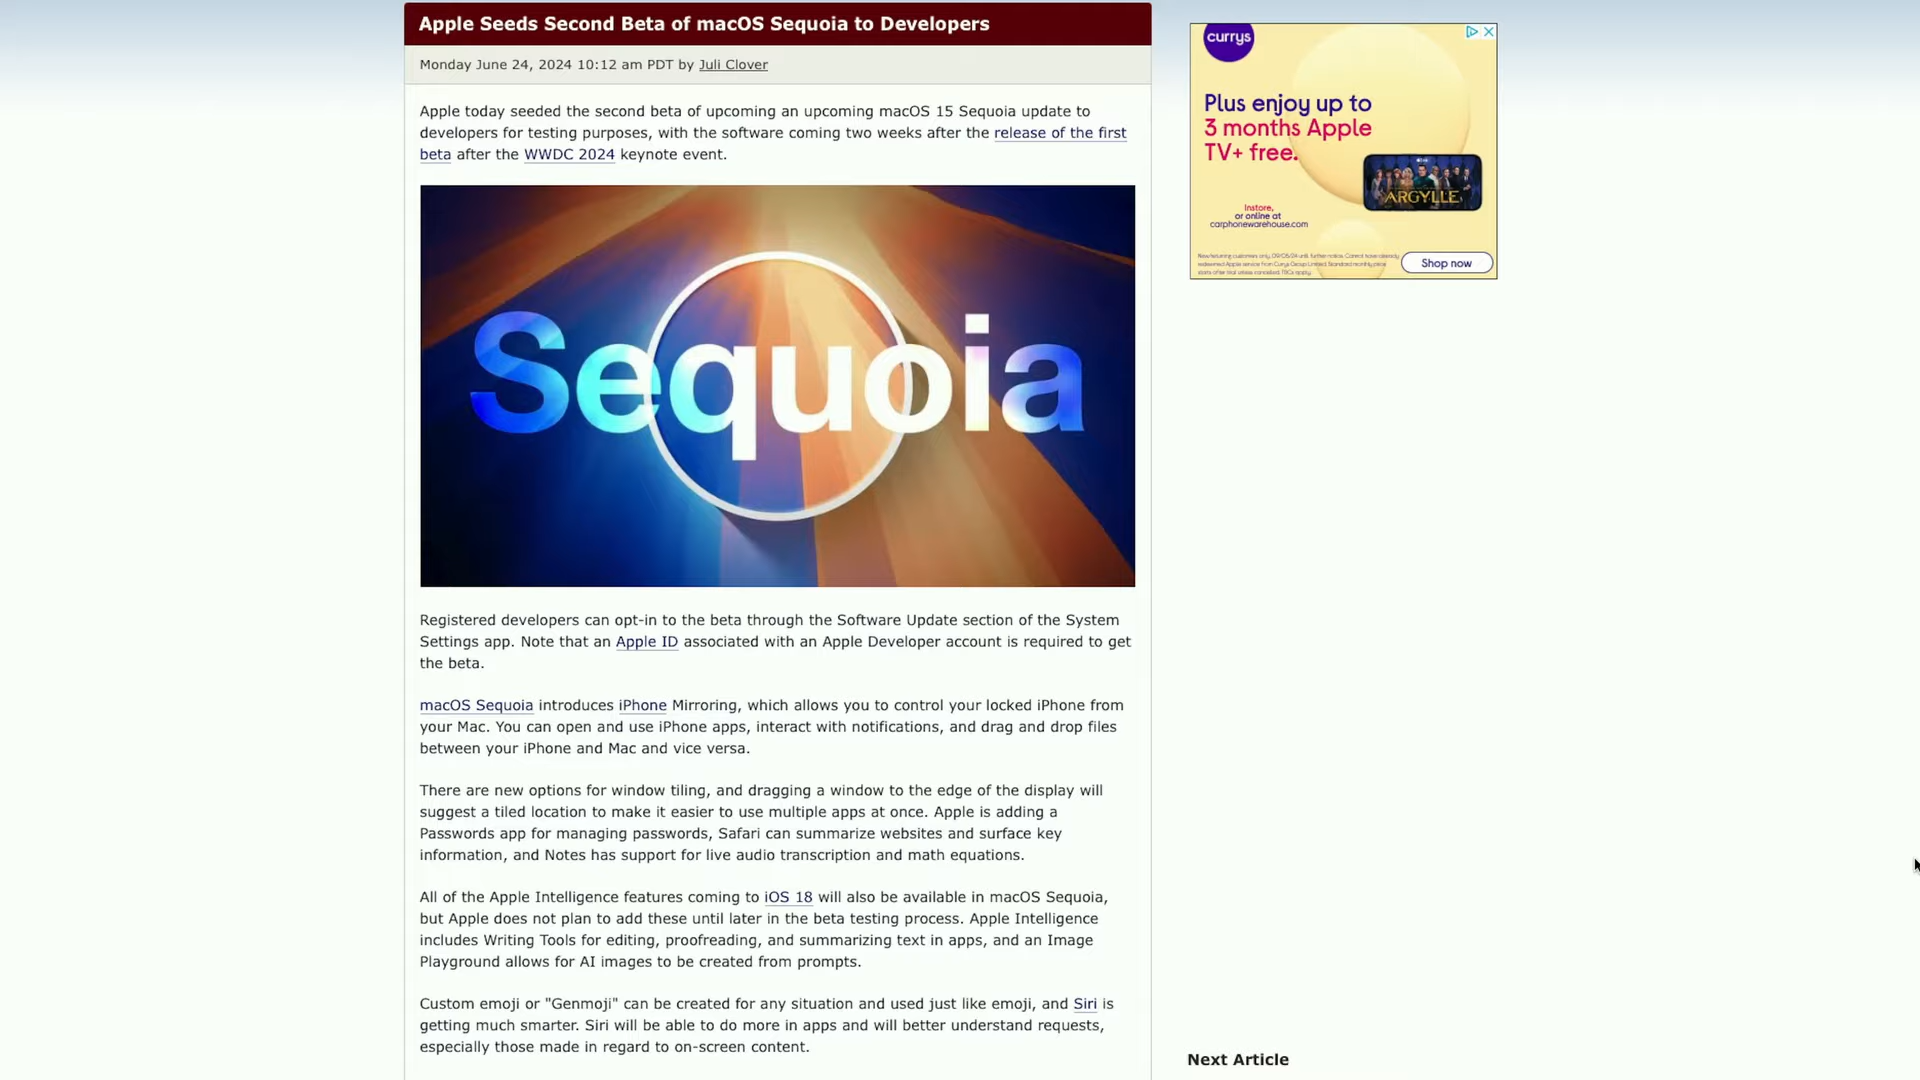 Apple Seeds Second Beta of macOS Sequoia to Developers
Monday June 24, 2024 10:12 am PDT by Juli Clover
Apple today seeded the second beta of upcoming an upcoming macOS 15 Sequoia update to
developers for testing purposes, with the software coming two weeks after the release of the first
beta after the WWDC 2024 keynote event.
Sequoia
Registered developers can opt-in to the beta through the Software Update section of the System
Settings app. Note that an Apple ID associated with an Apple Developer account is required to get
the beta.
macOS Sequoia introduces iPhone Mirroring, which allows you to control your locked iPhone from
your Mac. You can open and use iPhone apps, interact with notifications, and drag and drop files
between your iPhone and Mac and vice versa.
There are new options for window tiling, and dragging a window to the edge of the display will
suggest a tiled location to make it easier to use multiple apps at once. Apple is adding a
Passwords app for managing passwords, Safari can summarize websites and surface key
information, and Notes has support for live audio transcription and math equations.
All of the Apple Intelligence features coming to iOS 18 will also be available in macOS Sequoia,
but Apple does not plan to add these until later in the beta testing process. Apple Intelligence
includes Writing Tools for editing, proofreading, and summarizing text in apps, and an Image
Playground allows for AI images to be created from prompts.
Custom emoji or "Genmoji" can be created for any situation and used just like emoji, and Siri is
getting much smarter. Siri will be able to do more in apps and will better understand requests,
especially those made in regard to on-screen content.
currys
Plus enjoy up to
3 months Apple
TV+ free.
ARGYLLE
Instore,
or online at
carphonewarehouse.com
Shop now
Next Article